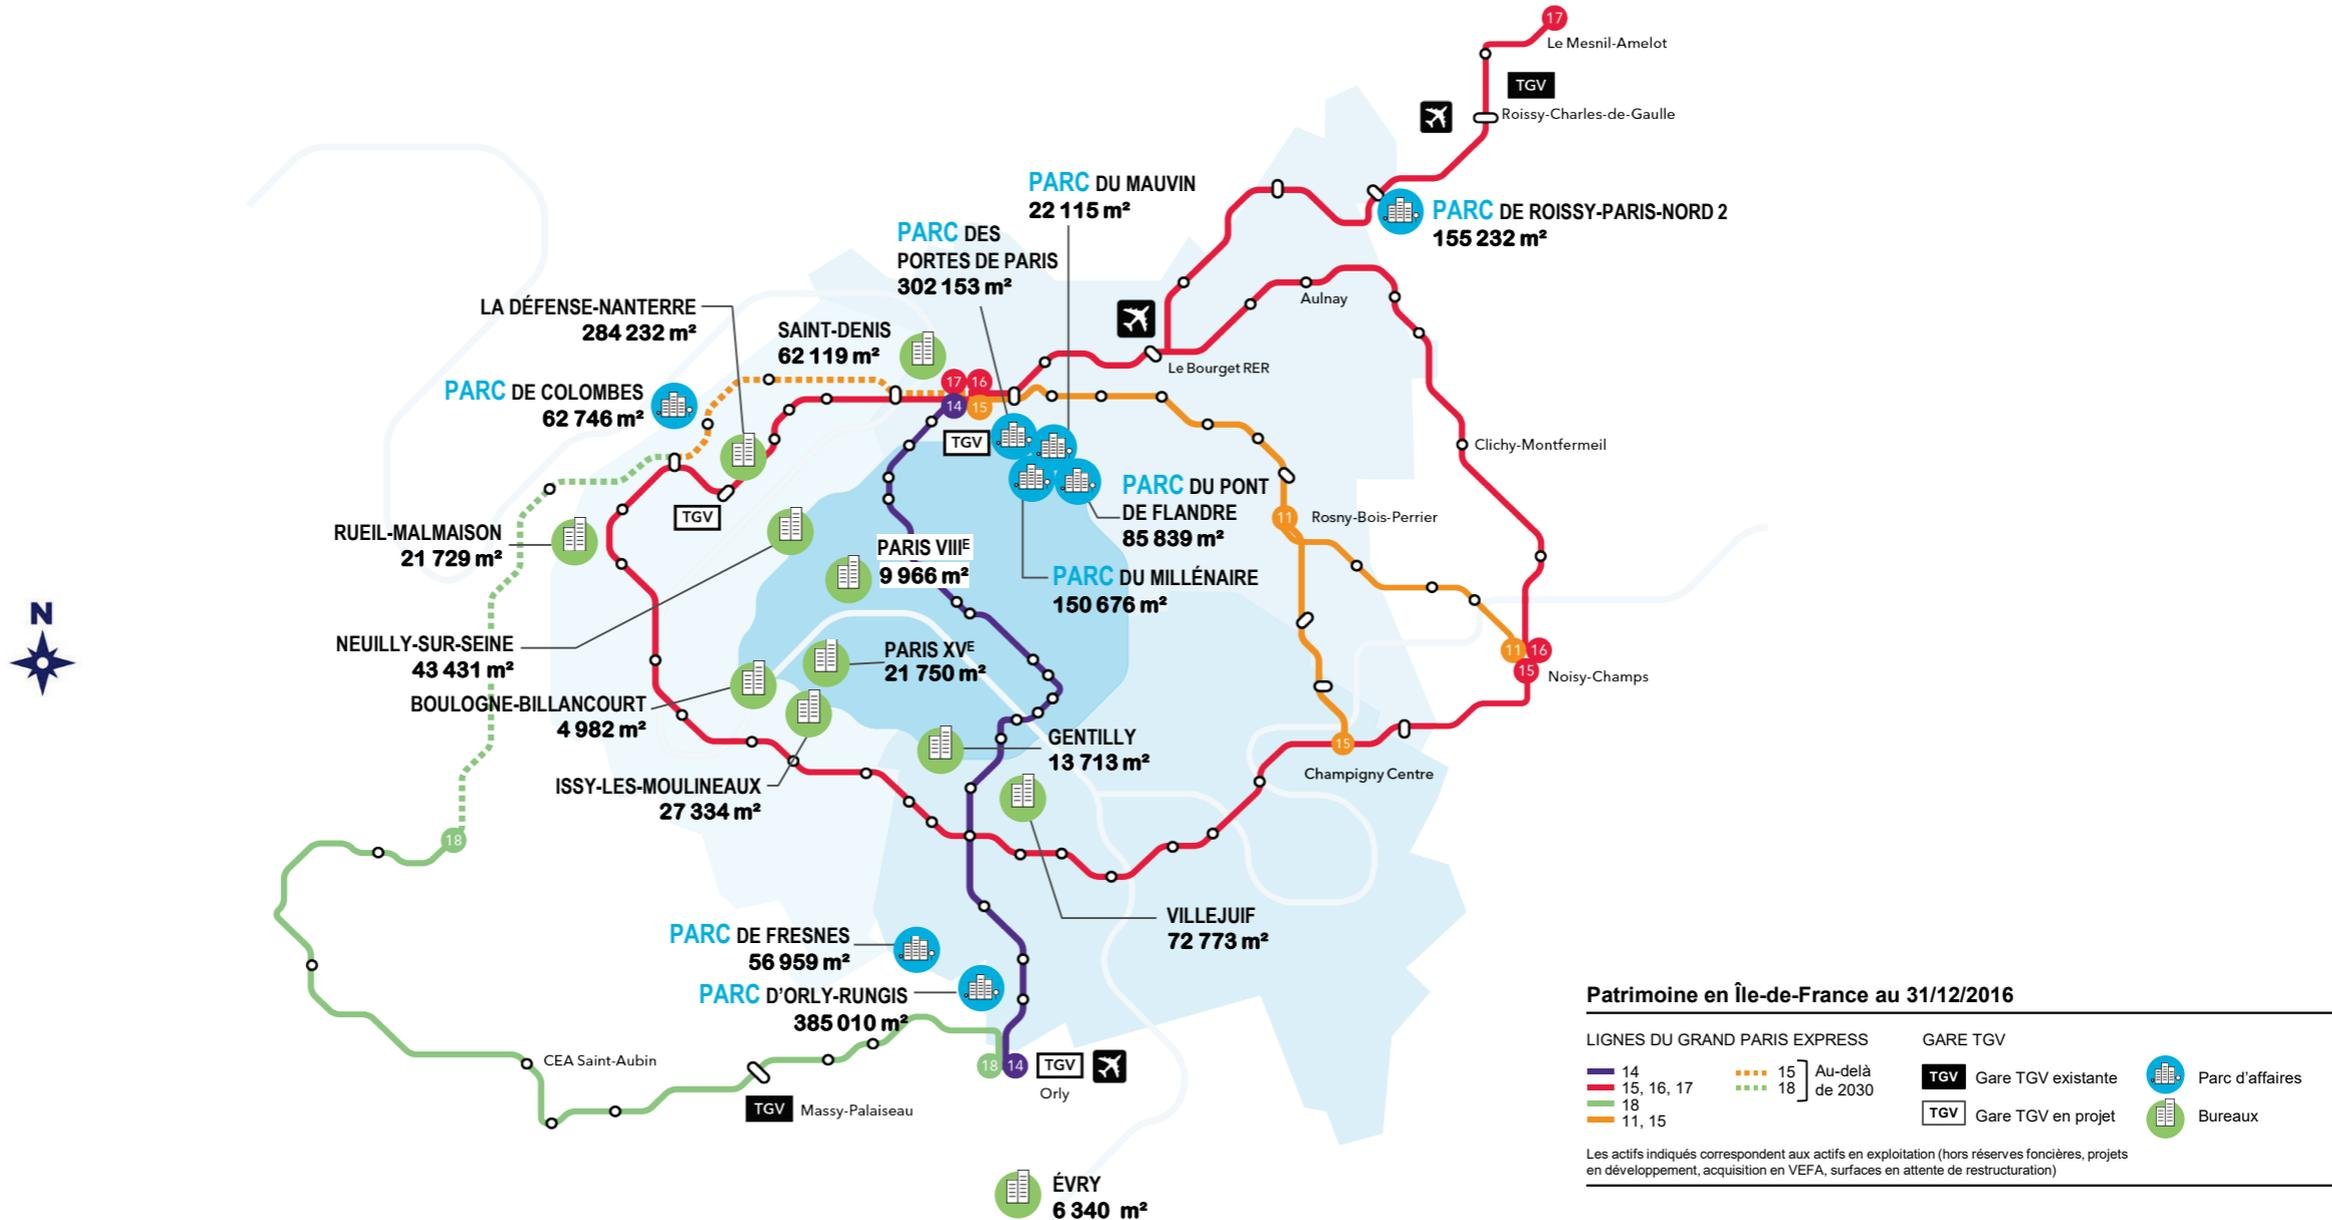 17
Le Mesnil-Amelot
TGV
Roissy-Charles-de-Gaulle
PARC DU MAUVIN
22 115 m²
PARC DE ROISSY-PARIS-NORD 2
155 232 m²
PARC DES
PORTES DE PARIS
302 153 m²
LA DÉFENSE-NANTERRE
284 232 m²
SAINT-DENIS
62 119 m²
Aulnay
Le Bourget RER
PARC DE COLOMBES
62 746 m²
17 16
14 15
TGV
Clichy-Montfermeil
PARC DU PONT
DE FLANDRE
85 839 m²
TGV
11 Rosny-Bois-Perrier
RUEIL-MALMAISON
21 729 m²
PARIS VIIIE
9 966 m²
PARC DU MILLÉNAIRE
150 676 m²
N
NEUILLY-SUR-SEINE
43 431 m²
PARIS XVE
21 750 m²
11 16
15
Noisy-Champs
BOULOGNE-BILLANCOURT
4 982 m²
GENTILLY
13 713 m²
15
Champigny Centre
ISSY-LES-MOULINEAUX
27 334 m²
18
VILLEJUIF
72 773 m²
PARC DE FRESNES
56 959 m²
PARC D'ORLY-RUNGIS
385 010 m²
CEA Saint-Aubin
18 14 TGV
Orly
TGV Massy-Palaiseau
ÉVRY
6 340 m²
Patrimoine en Île-de-France au 31/12/2016
LIGNES DU GRAND PARIS EXPRESS
14
15, 16, 17
18
11, 15
15
18
Au-delà
de 2030
GARE TGV
TGV Gare TGV existante
TGV Gare TGV en projet
Parc d'affaires
Bureaux
Les actifs indiqués correspondent aux actifs en exploitation (hors réserves foncières, projets
en développement, acquisition en VEFA, surfaces en attente de restructuration)